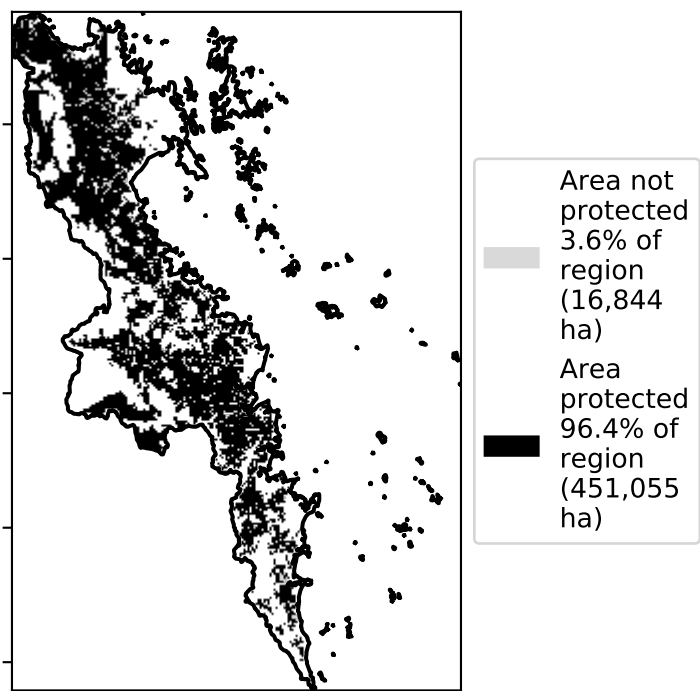 Area not
protected
3.6% of
region
(16,844
ha)
Area
protected
96.4% of
region
(451,055
ha)